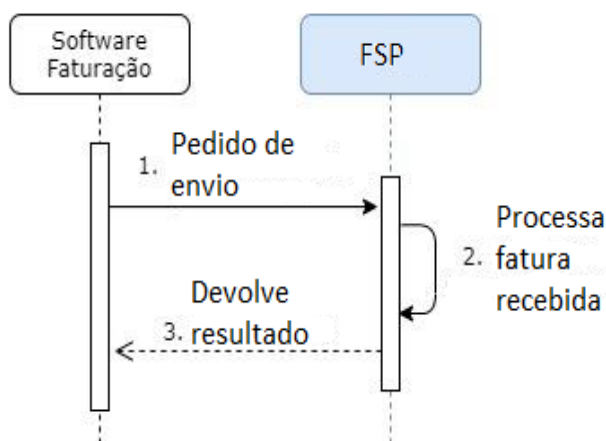 Software
Faturação
FSP
1. Pedido de
envio
2. Processa
fatura
recebida
3. Devolve
resultado